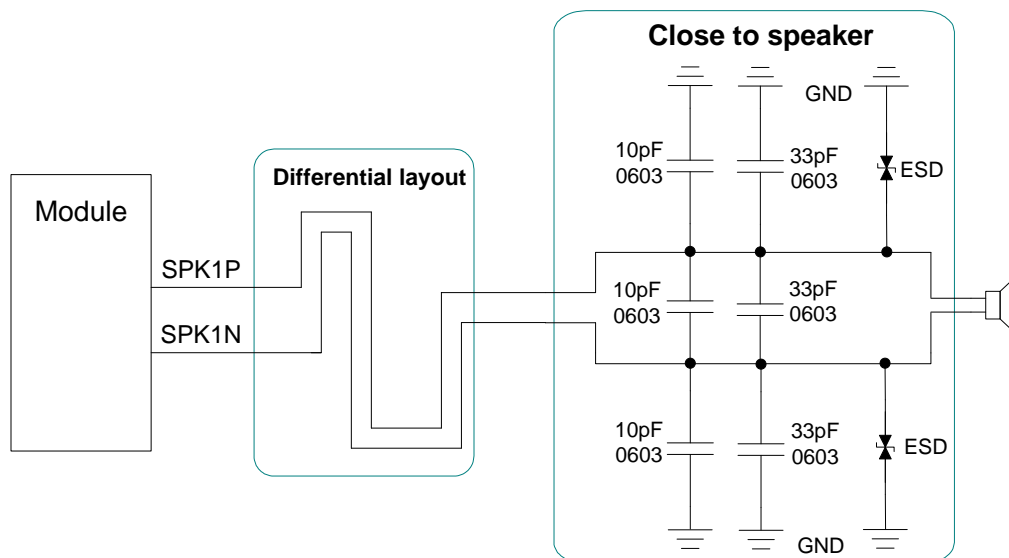 Close to speaker
GND
10pF
0603
33pF
0603
ESD
Differential layout
Module
SPK1P
SPK1N
10pF
0603
33pF
0603
10pF
0603
33pF
0603
ESD
GND